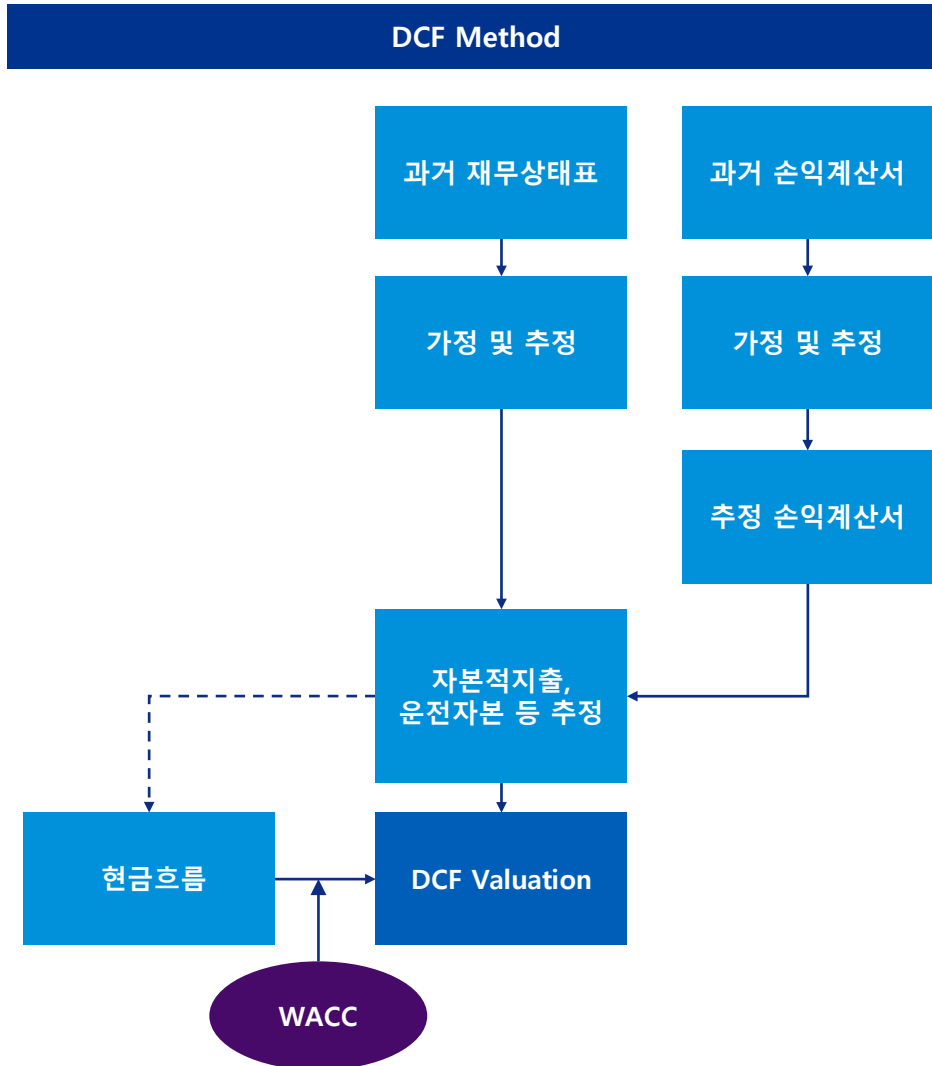 DCF Method
과거 재무상태표
과거 손익계산서
가정 및 추정
가정 및 추정
추정 손익계산서
자본적지출,
운전자본 등 추정
현금흐름
DCF Valuation
WACC